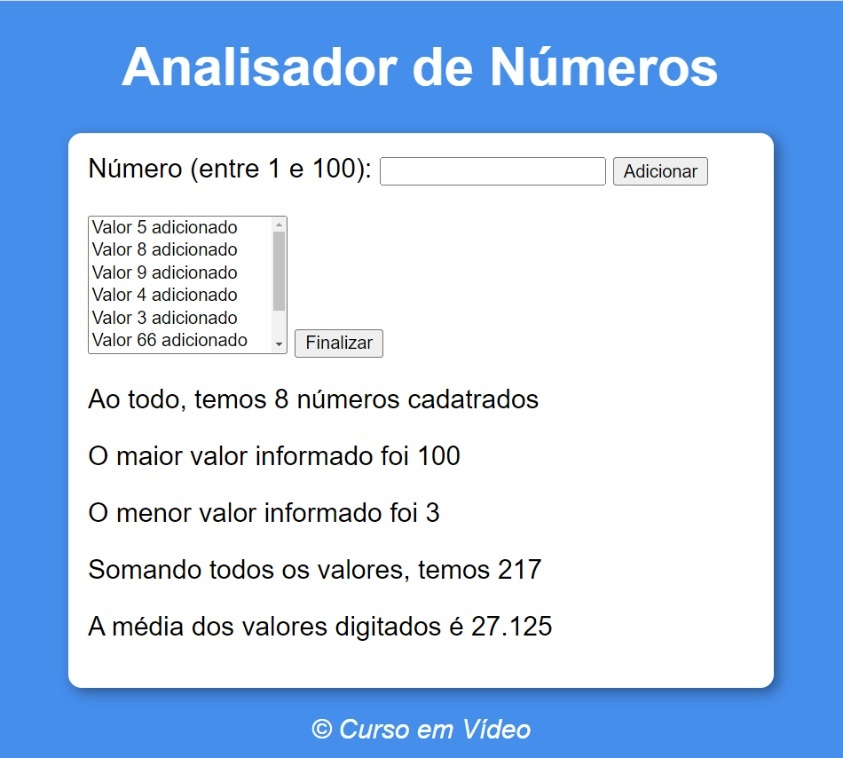 Analisador de Números
Número (entre 1 e 100): Adicionar
Valor 5 adicionado
Valor 8 adicionado
Valor 9 adicionado
Valor 4 adicionado
Valor 3 adicionado
Valor 66 adicionado
Finalizar
Ao todo, temos 8 números cadatrados
O maior valor informado foi 100
O menor valor informado foi 3
Somando todos os valores, temos 217
A média dos valores digitados é 27.125
© Curso em Vídeo